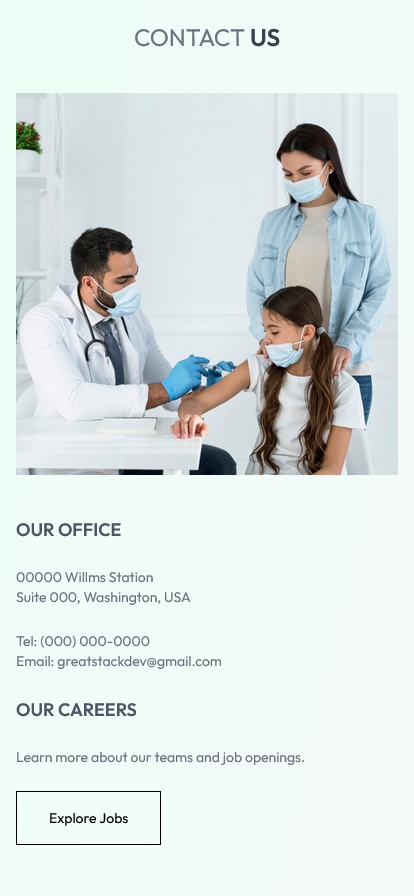 CONTACT US
OUR OFFICE
00000 Willms Station
Suite 000, Washington, USA
Tel: (000) 000-0000
Email: greatstackdev@gmail.com
OUR CAREERS
Learn more about our teams and job openings.
Explore Jobs